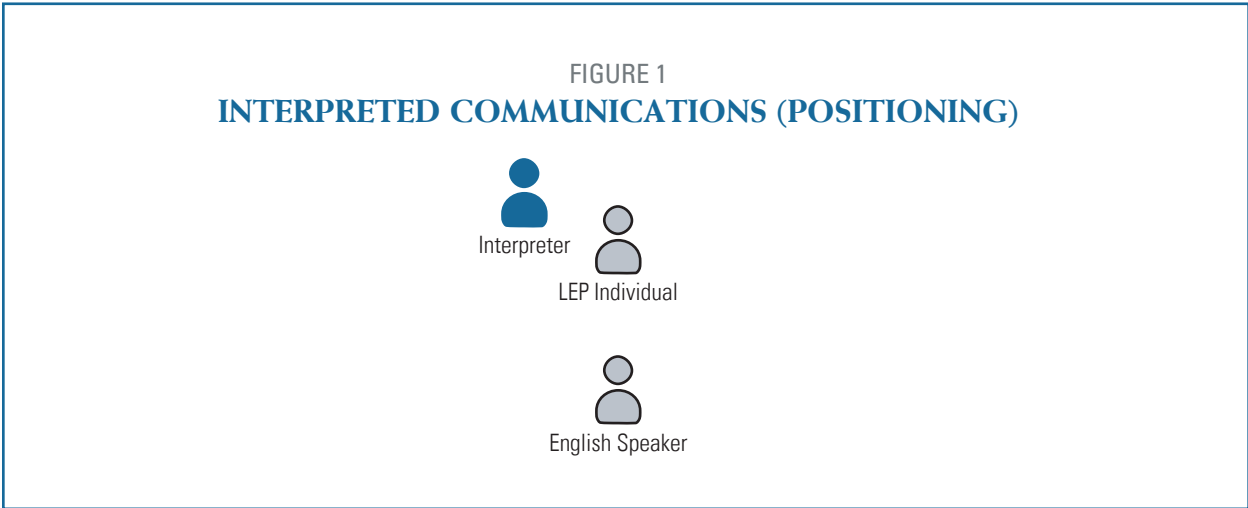 FIGURE 1
INTERPRETED COMMUNICATIONS (POSITIONING)
Interpreter
LEP Individual
English Speaker